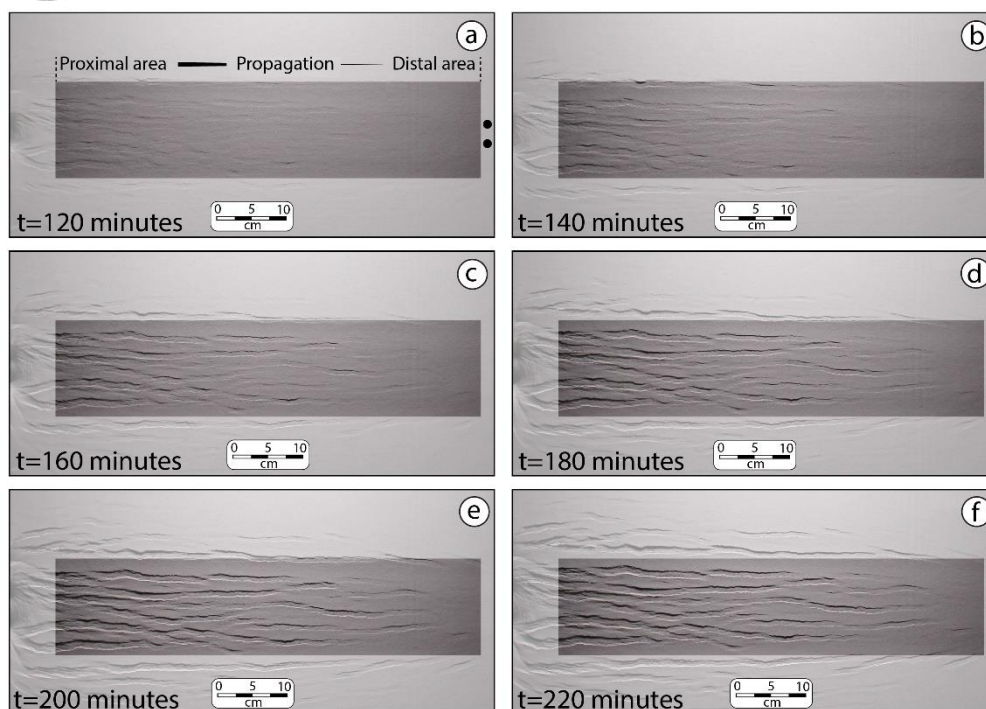 a
Proximal area Propagation Distal area
t=120 minutes
0 5 10
cm
b
t=140 minutes
0 5 10
cm
c
t=160 minutes
0 5 10
cm
d
t=180 minutes
0 5 10
cm
e
t=200 minutes
0 5 10
cm
f
t=220 minutes
0 5 10
cm